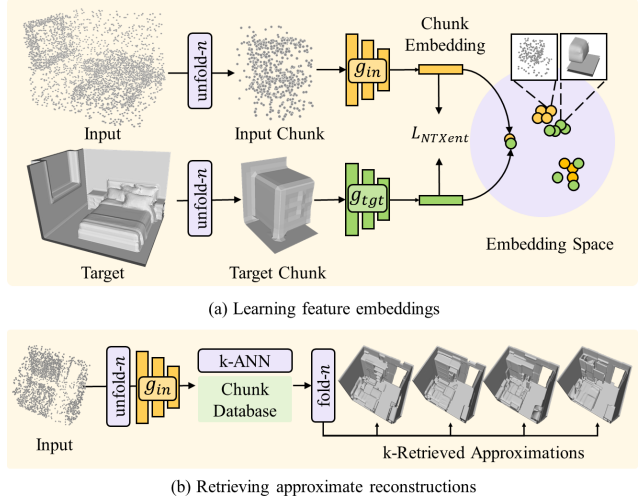 Input
unfold-n
Input Chunk
g_in
Chunk
Embedding
L_NTXent
Target
unfold-n
Target Chunk
g_tgt
Embedding Space
(a) Learning feature embeddings
Input
unfold-n
g_in
k-ANN
Chunk
Database
fold-n
k-Retrieved Approximations
(b) Retrieving approximate reconstructions